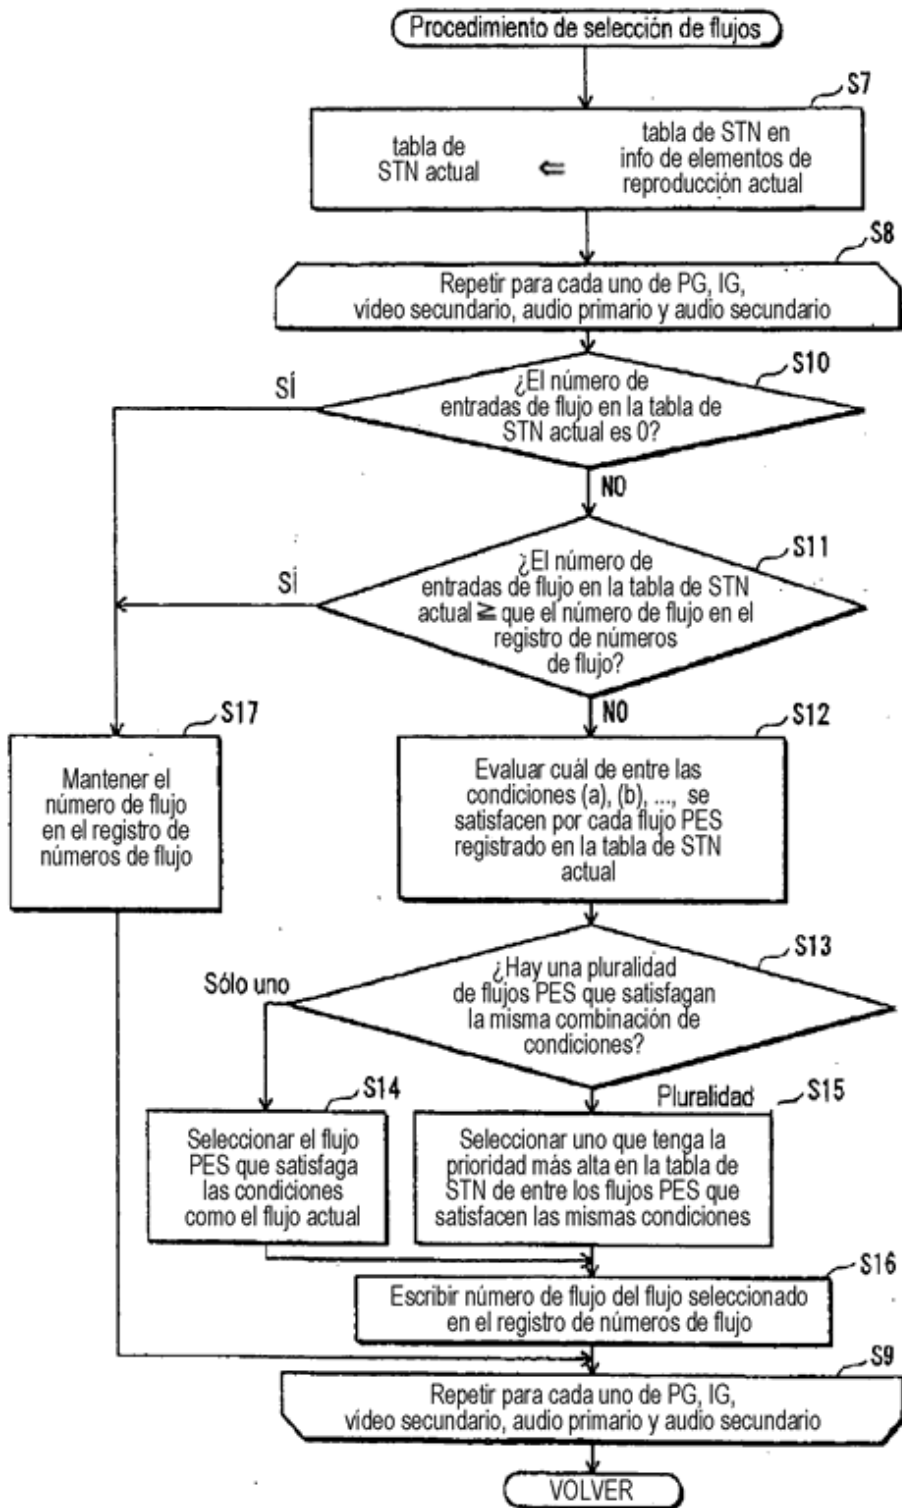 Procedimiento de selección de flujos
S7
tabla de
STN actual
⇐
tabla de STN en
info de elementos de
reproducción actual
S8
Repetir para cada uno de PG, IG,
vídeo secundario, audio primario y audio secundario
S10
¿El número de
entradas de flujo en la tabla de
STN actual es 0?
SÍ
NO
S11
¿El número de
entradas de flujo en la tabla de STN
actual ≧ que el número de flujo en el
registro de números
de flujo?
SÍ
NO
S17
Mantener el
número de flujo
en el registro de
números de flujo
S12
Evaluar cuál de entre las
condiciones (a), (b), ..., se
satisfacen por cada flujo PES
registrado en la tabla de STN
actual
S13
¿Hay una pluralidad
de flujos PES que satisfagan
la misma combinación de
condiciones?
Sólo uno
Pluralidad
S14
Seleccionar el flujo
PES que satisfaga
las condiciones
como el flujo actual
S15
Seleccionar uno que tenga la
prioridad más alta en la tabla de
STN de entre los flujos PES que
satisfacen las mismas condiciones
S16
Escribir número de flujo del flujo seleccionado
en el registro de números de flujo
S9
Repetir para cada uno de PG, IG,
vídeo secundario, audio primario y audio secundario
VOLVER